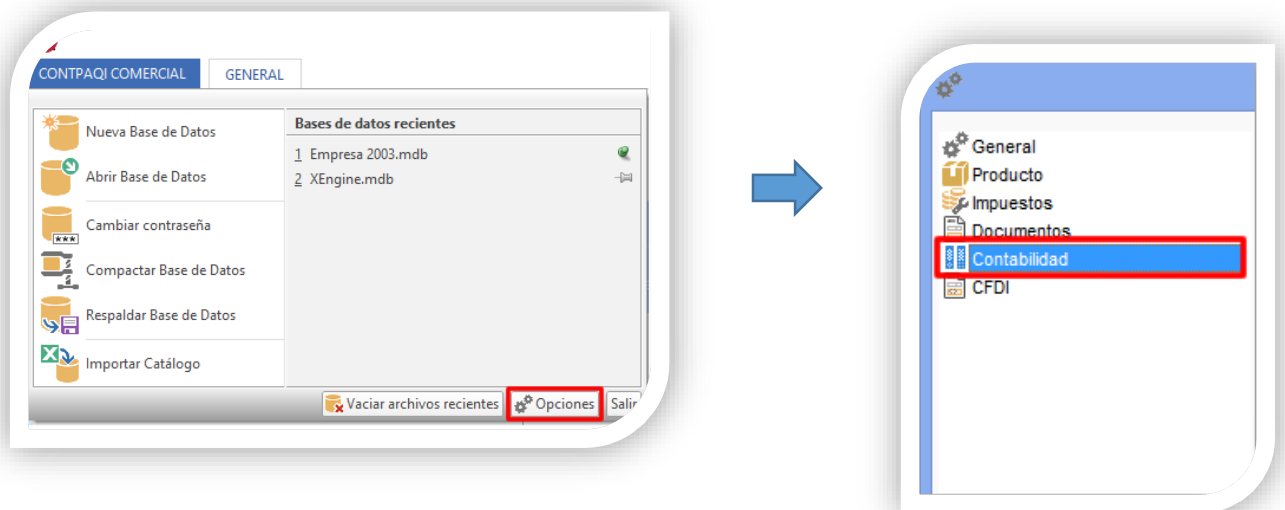 CONTPAQI COMERCIAL GENERAL
Nueva Base de Datos
Abrir Base de Datos
Cambiar contraseña
Compactar Base de Datos
Respaldar Base de Datos
Importar Catálogo
Bases de datos recientes
1 Empresa 2003.mdb
2 XEngine.mdb
Vaciar archivos recientes Opciones Salir
General
Producto
Impuestos
Documentos
Contabilidad
CFDI